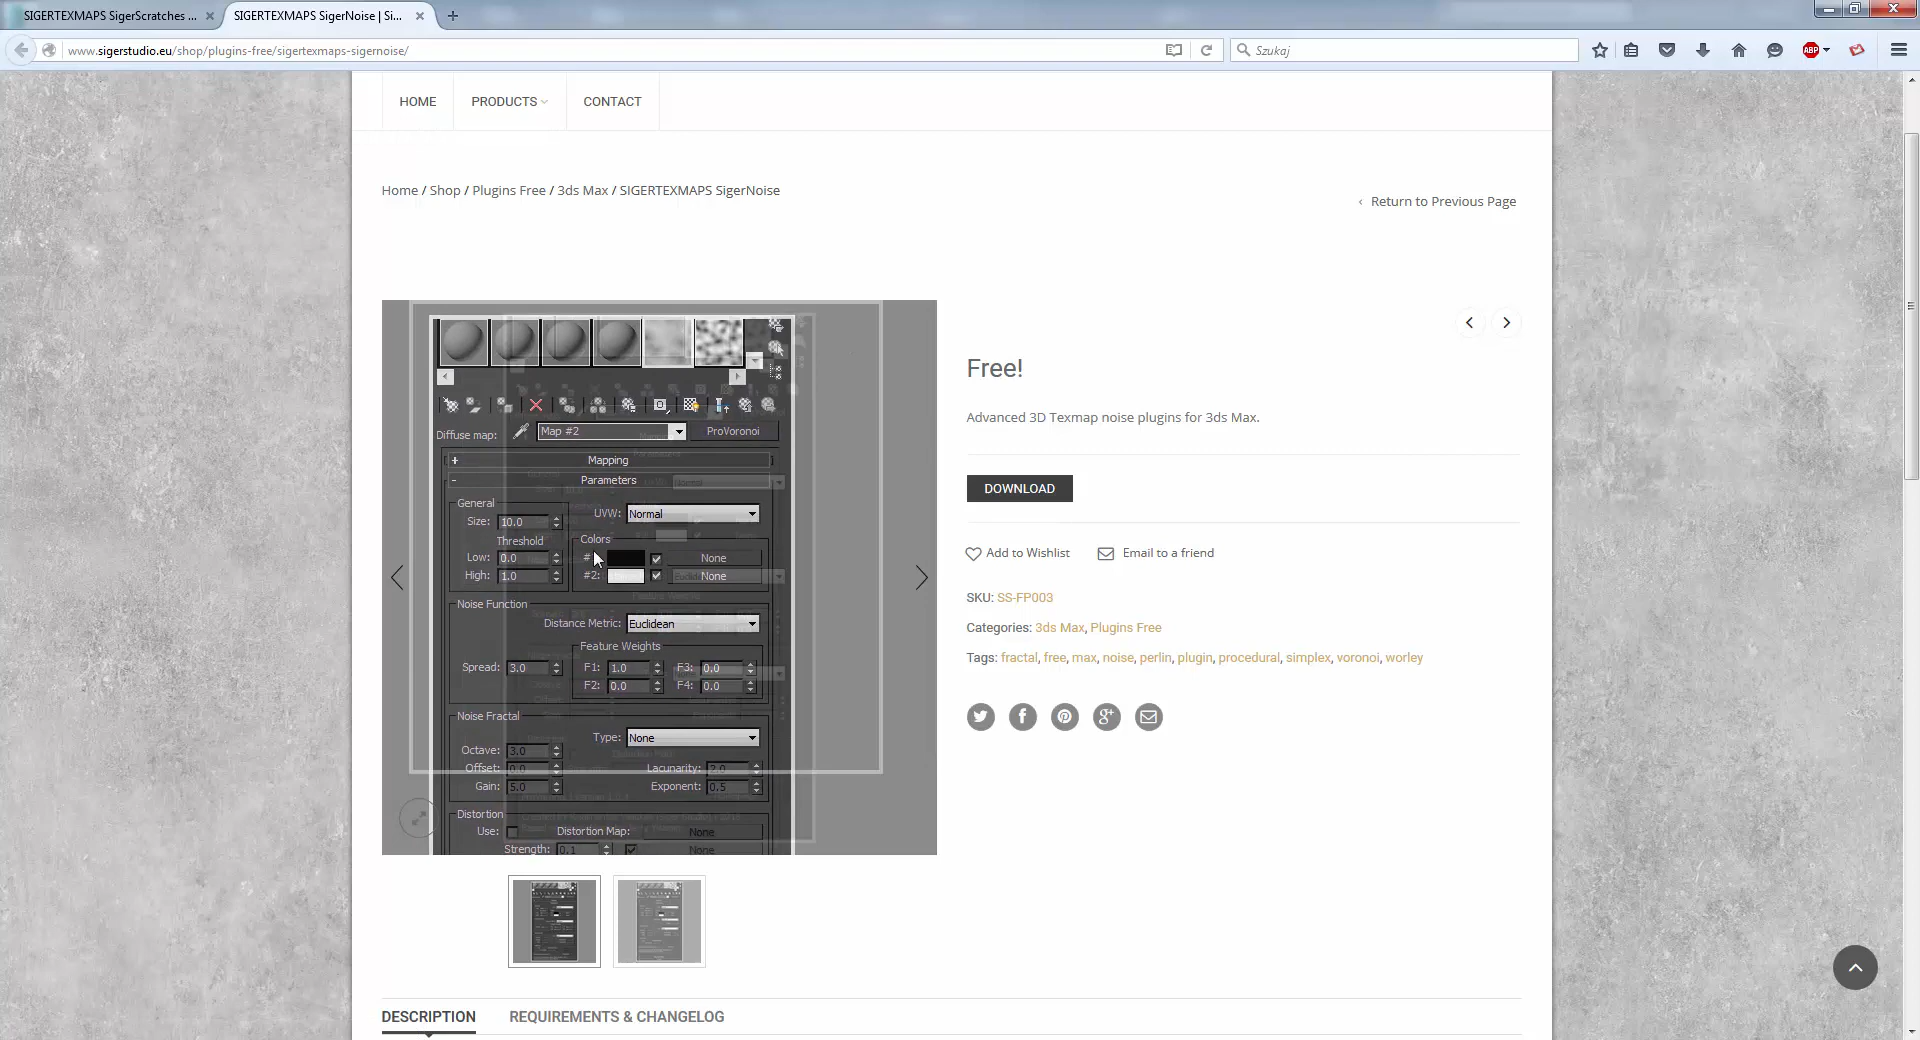 SIGERTEXMAPS SigerScratches ...
SIGERTEXMAPS SigerNoise | Si...
www.sigerstudio.eu/shop/plugins-free/sigertexmaps-sigernoise/
Szukaj
ABP
HOME
PRODUCTS
CONTACT
Home / Shop / Plugins Free / 3ds Max / SIGERTEXMAPS SigerNoise
Return to Previous Page
Diffuse map:
Map #2
ProVoronoi
+ Mapping
- Parameters
General
Size: 10.0
UVW: Normal
Threshold
Low: 0.0
High: 1.0
Colors
None
#2:
None
Noise Function
Distance Metric: Euclidean
Feature Weights
Spread: 3.0
F1: 1.0
F3: 0.0
F2: 0.0
F4: 0.0
Noise Fractal
Type: None
Octave: 3.0
Offset: 0.0
Lacunarity: 2.0
Gain: 5.0
Exponent: 0.5
Distortion
Use:
Distortion Map: None
Strength: 0.1
None
Free!
Advanced 3D Texmap noise plugins for 3ds Max.
DOWNLOAD
Add to Wishlist
Email to a friend
SKU: SS-FP003
Categories: 3ds Max, Plugins Free
Tags: fractal, free, max, noise, perlin, plugin, procedural, simplex, voronoi, worley
DESCRIPTION
REQUIREMENTS & CHANGELOG